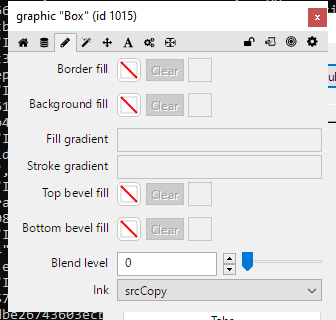 graphic "Box" (id 1015)
A
Border fill
Clear
Background fill
Clear
Fill gradient
Stroke gradient
Top bevel fill
Clear
Bottom bevel fill
Clear
Blend level
0
Ink
srcCopy